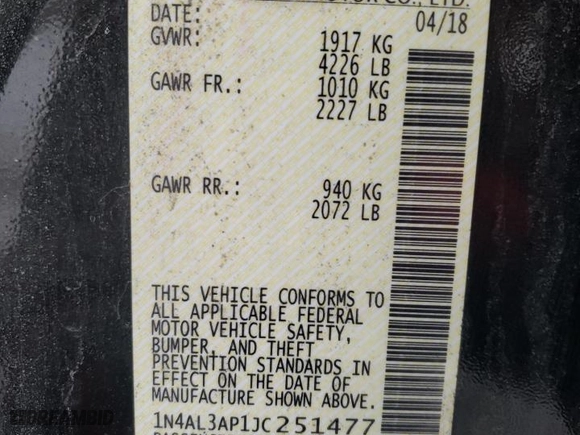 CO., LTD.
DATE: 04/18
GVWR: 1917 KG
4226 LB
GAWR FR.: 1010 KG
2227 LB
GAWR RR.: 940 KG
2072 LB
THIS VEHICLE CONFORMS TO
ALL APPLICABLE FEDERAL
MOTOR VEHICLE SAFETY,
BUMPER, AND THEFT
PREVENTION STANDARDS IN
EFFECT ON THE DATE OF
MANUFACTURE SHOWN ABOVE.
1N4AL3AP1JC251477